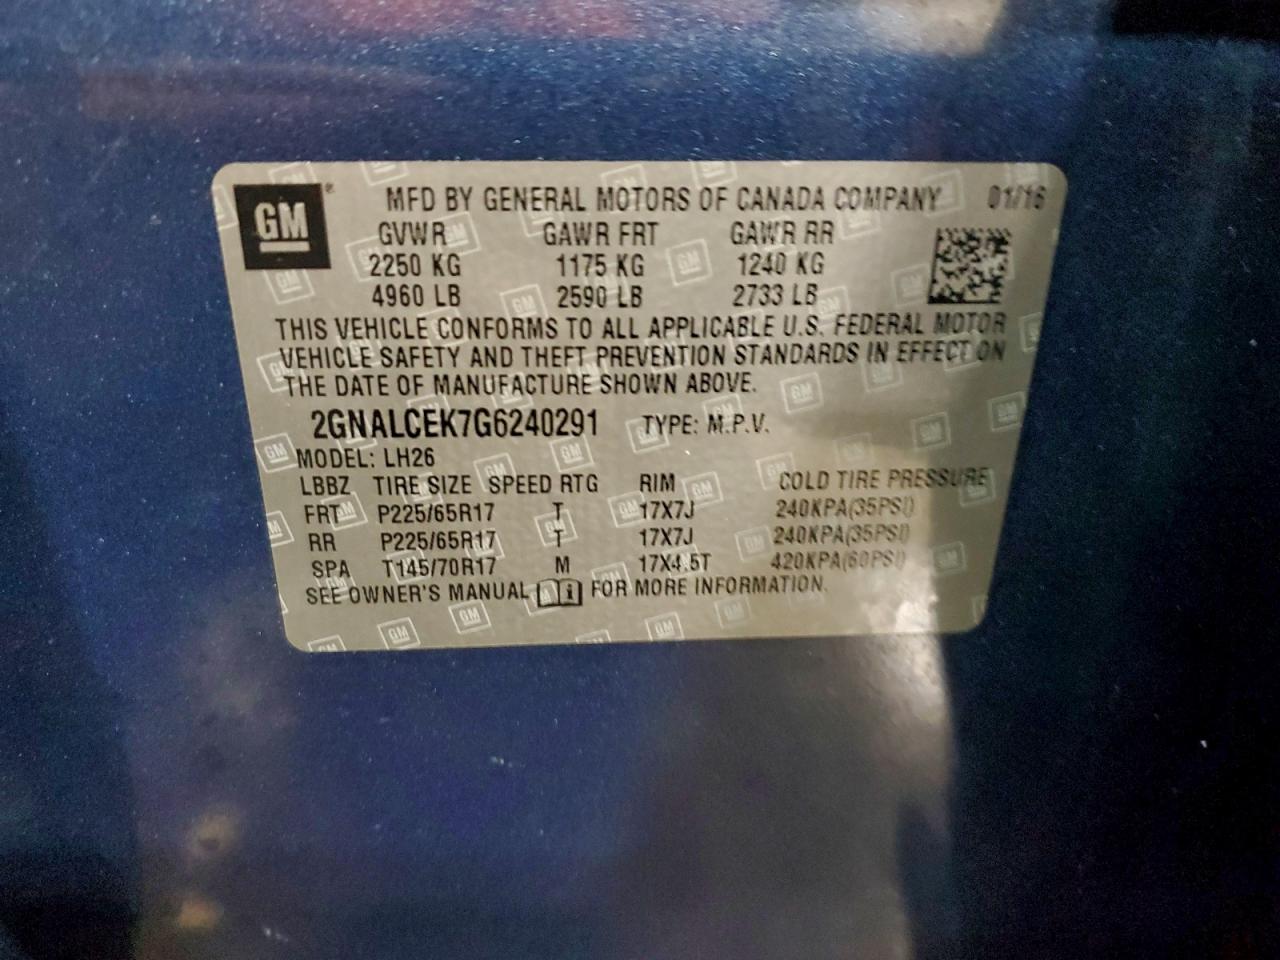 GM® MFD BY GENERAL MOTORS OF CANADA COMPANY 01/16
GVWR GAWR FRT GAWR RR
2250 KG 1175 KG 1240 KG
4960 LB 2590 LB 2733 LB
THIS VEHICLE CONFORMS TO ALL APPLICABLE U.S. FEDERAL MOTOR
VEHICLE SAFETY AND THEFT PREVENTION STANDARDS IN EFFECT ON
THE DATE OF MANUFACTURE SHOWN ABOVE.
2GNALCEK7G6240291 TYPE: M.P.V.
MODEL: LH26
LBBZ TIRE SIZE SPEED RTG RIM COLD TIRE PRESSURE
FRT P225/65R17 T 17X7J 240KPA(35PSI)
RR P225/65R17 T 17X7J 240KPA(35PSI)
SPA T145/70R17 M 17X4.5T 420KPA(60PSI)
SEE OWNER'S MANUAL i FOR MORE INFORMATION.